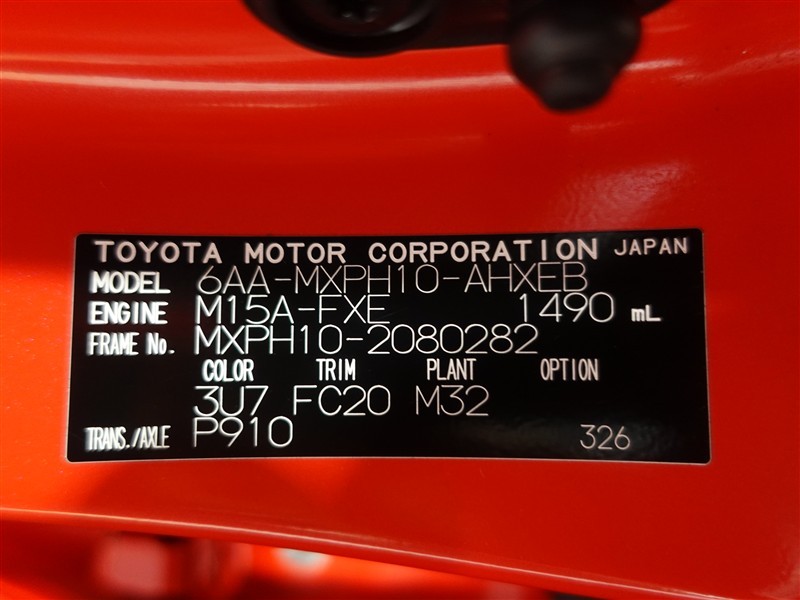 TOYOTA MOTOR CORPORATION JAPAN
MODEL 6AA-MXPH10-AHXEB
ENGINE M15A-FXE 1490 mL
FRAME No. MXPH10-2080282
COLOR TRIM PLANT OPTION
3U7 FC20 M32
TRANS./AXLE P910 326